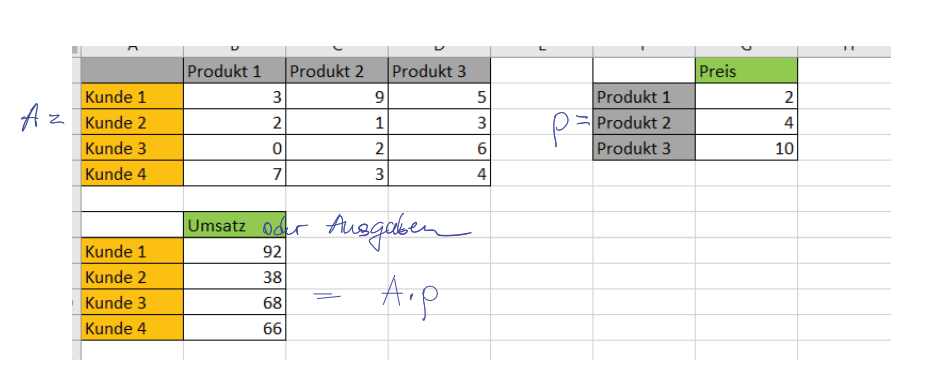 Produkt 1 Produkt 2 Produkt 3 Preis
Kunde 1 3 9 5 Produkt 1 2
A = Kunde 2 2 1 3 p = Produkt 2 4
Kunde 3 0 2 6 Produkt 3 10
Kunde 4 7 3 4
Umsatz oder Ausgaben
Kunde 1 92
Kunde 2 38 = A·p
Kunde 3 68
Kunde 4 66